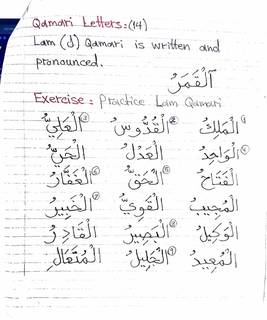 Qamari Letters:(14)
Lam (ل) Qamari is written and
pronounced.
اَلْقَمَرُ
Exercise: Practice Lam Qamari
اَلْمَلِكُ اَلْقُدُّوْسُ اَلْعَلِيُّ
اَلْوَاحِدُ اَلْعَدْلُ اَلْحَيُّ
اَلْفَتَّاحُ اَلْحَقُّ اَلْغَفَّارُ
اَلْمُجِيبُ اَلْقَوِيُّ اَلْخَبِيرُ
اَلْوَكِيلُ اَلْبَصِيرُ اَلْقَادِرُ
اَلْمُعِيدُ اَلْجَلِيلُ اَلْمُتَعَالُ